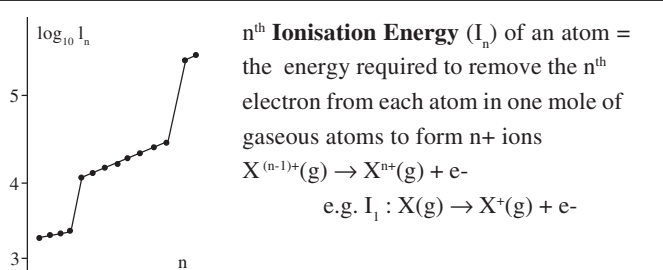 log₁₀ Iₙ
5
4
3
n
nᵗʰ Ionisation Energy (Iₙ) of an atom =
the energy required to remove the nᵗʰ
electron from each atom in one mole of
gaseous atoms to form n+ ions
X⁽ⁿ⁻¹⁾⁺(g) → Xⁿ⁺(g) + e-
e.g. I₁ : X(g) → X⁺(g) + e-